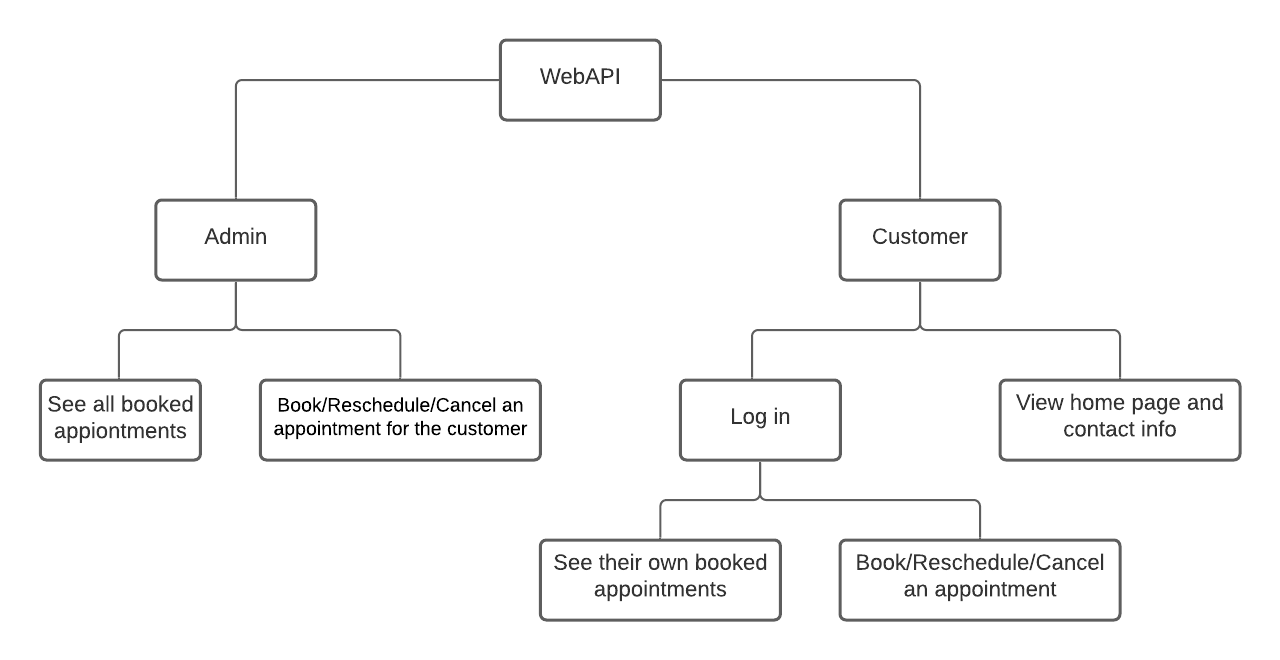 WebAPI
Admin
Customer
See all booked
appiontments
Book/Reschedule/Cancel an
appointment for the customer
Log in
View home page and
contact info
See their own booked
appointments
Book/Reschedule/Cancel
an appointment